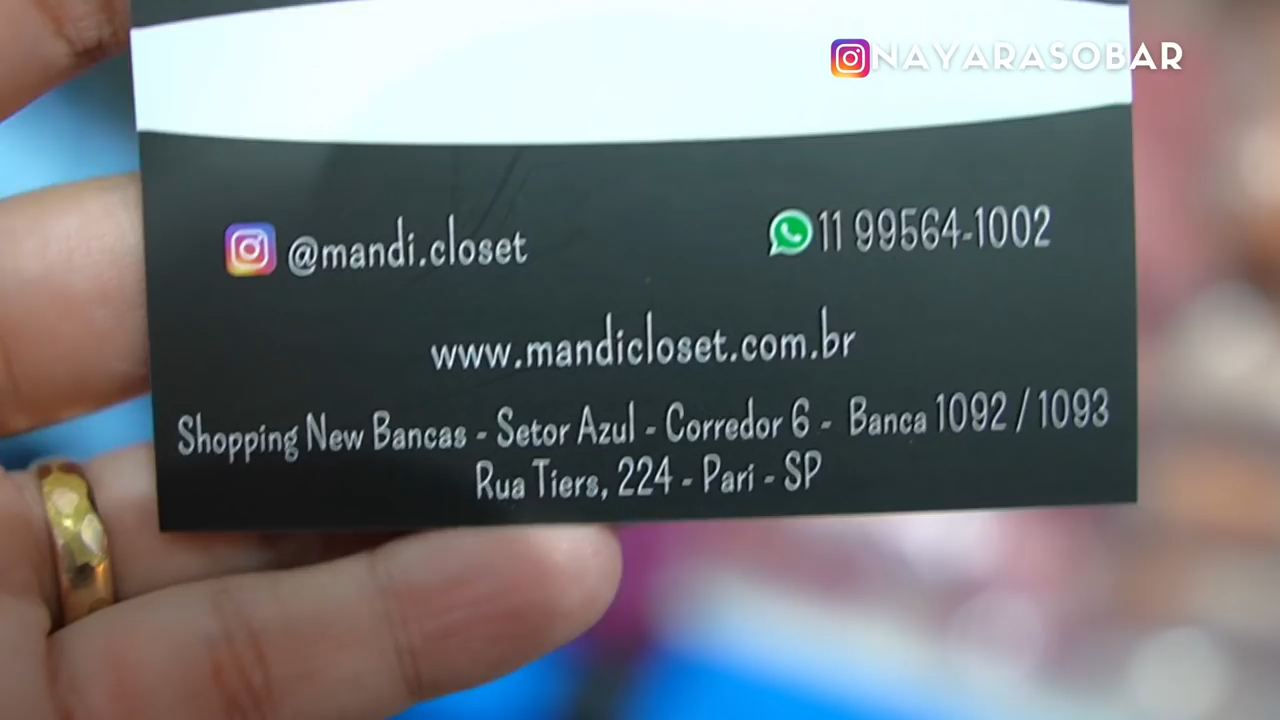 NAYARASOBAR
@mandi.closet
11 99564-1002
www.mandicloset.com.br
Shopping New Bancas - Setor Azul - Corredor 6 - Banca 1092 / 1093
Rua Tiers, 224 - Pari - SP